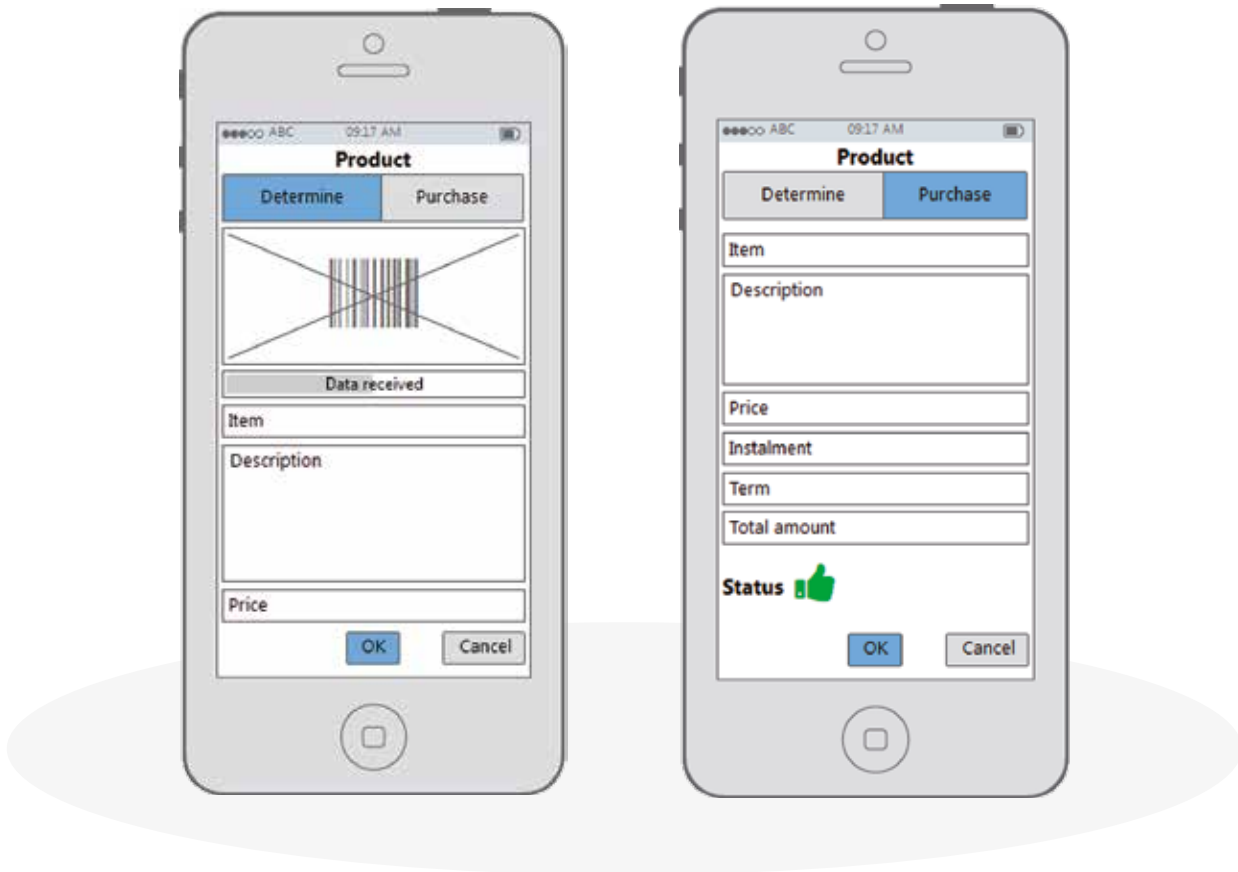 ABC 09:17 AM
Product
Determine Purchase
Data received
Item
Description
Price
OK Cancel
ABC 09:17 AM
Product
Determine Purchase
Item
Description
Price
Instalment
Term
Total amount
Status
OK Cancel